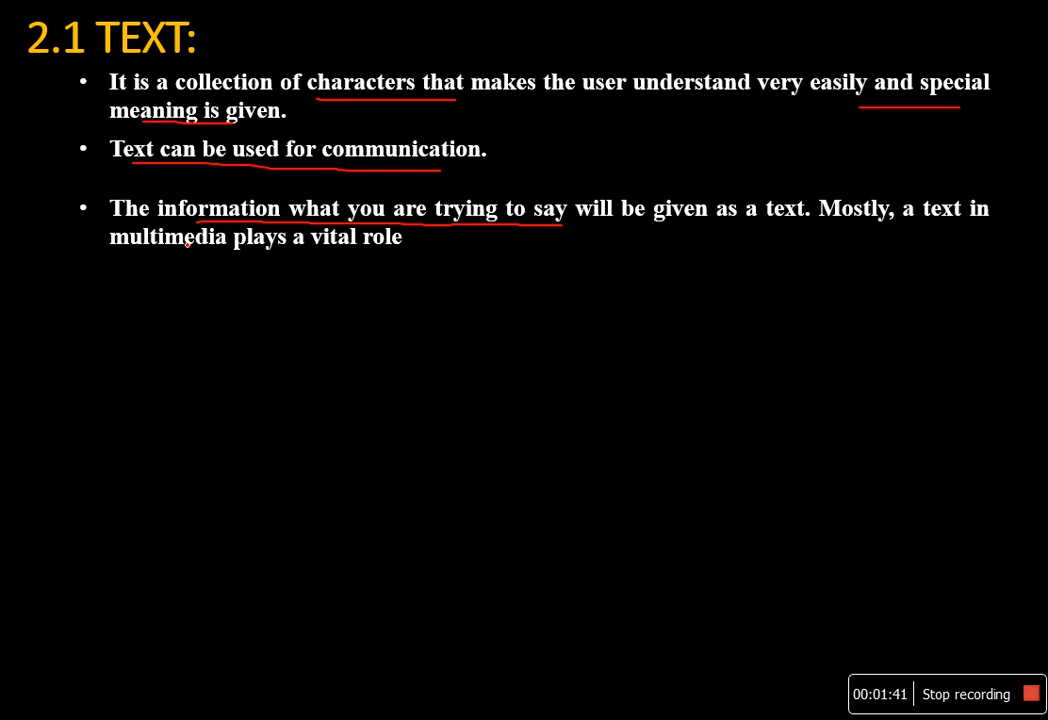 2.1 TEXT:
• It is a collection of characters that makes the user understand very easily and special
meaning is given.
• Text can be used for communication.
• The information what you are trying to say will be given as a text. Mostly, a text in
multimedia plays a vital role
00:01:41 Stop recording